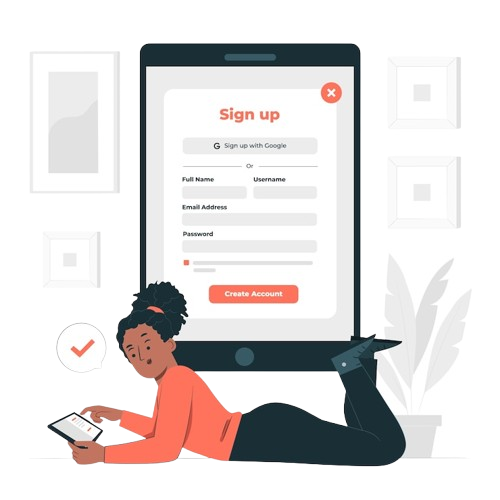 Sign up
G Sign up with Google
Or
Full Name Username
Email Address
Password
Create Account